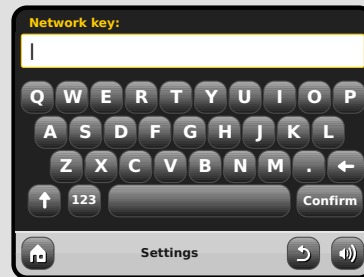 Network key:
Q W E R T Y U I O P
A S D F G H J K L
Z X C V B N M .
123 Confirm
Settings